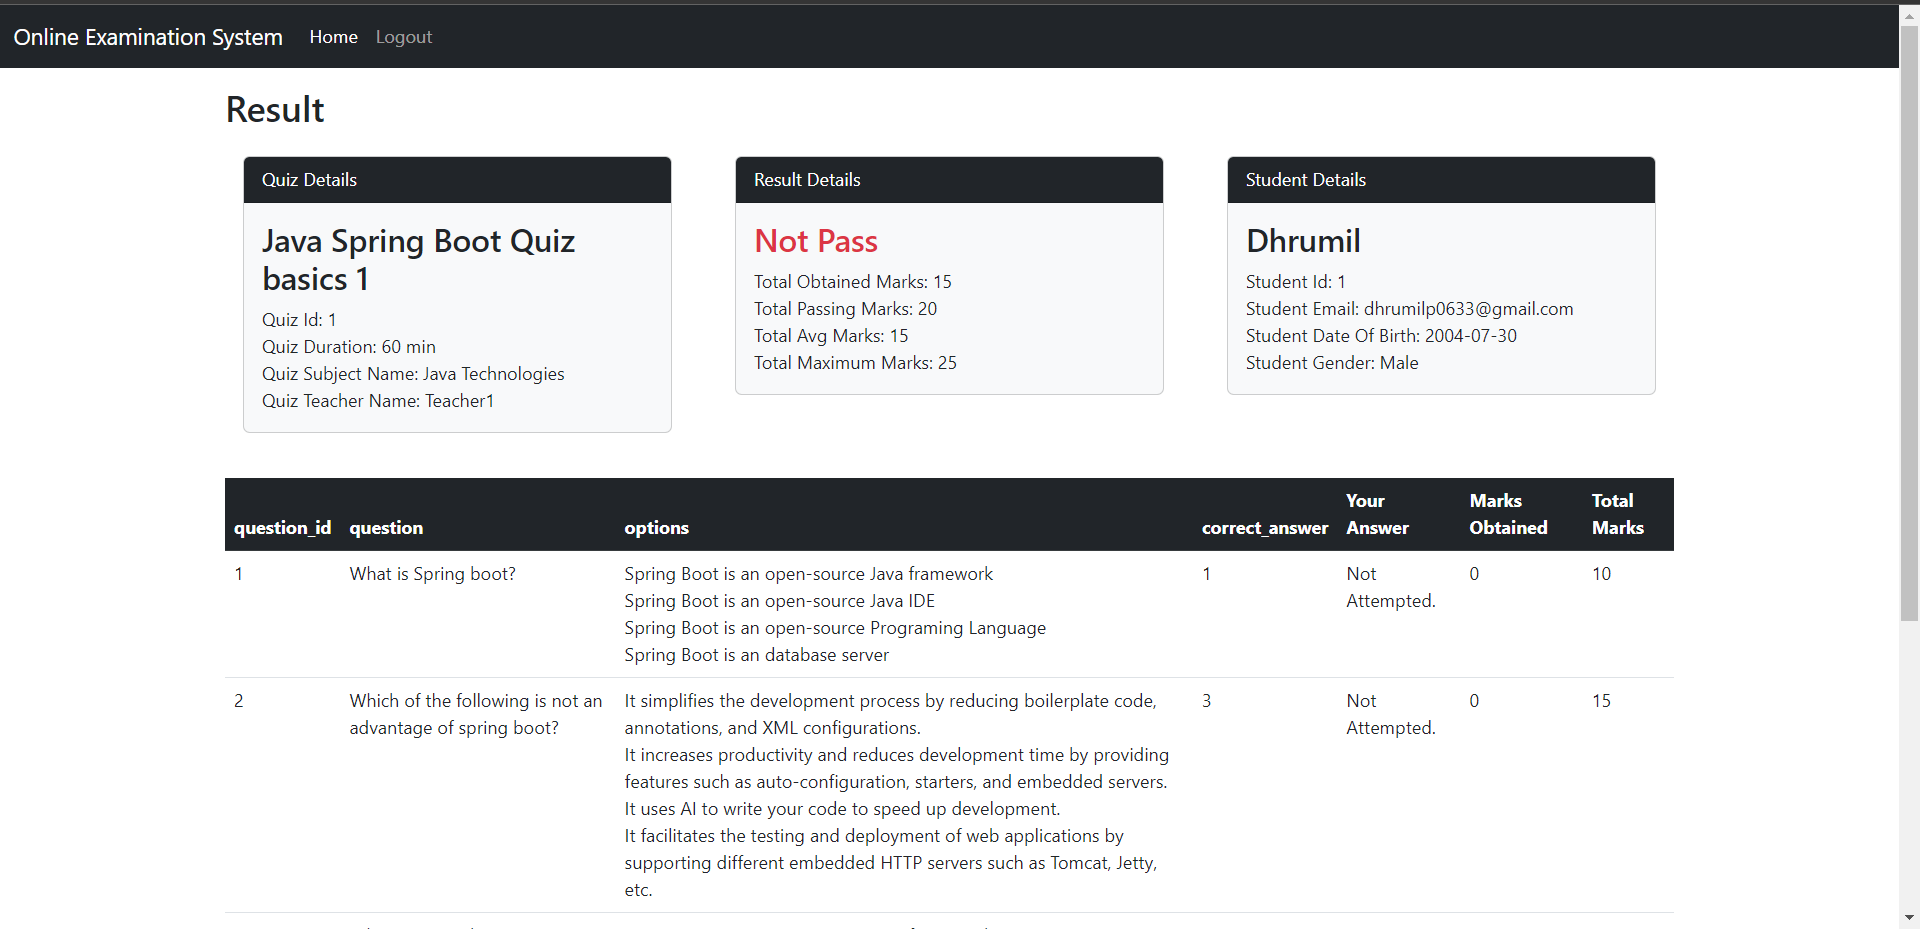 Online Examination System Home Logout
Result
Quiz Details
Java Spring Boot Quiz
basics 1
Quiz Id: 1
Quiz Duration: 60 min
Quiz Subject Name: Java Technologies
Quiz Teacher Name: Teacher1
Result Details
Not Pass
Total Obtained Marks: 15
Total Passing Marks: 20
Total Avg Marks: 15
Total Maximum Marks: 25
Student Details
Dhrumil
Student Id: 1
Student Email: dhrumilp0633@gmail.com
Student Date Of Birth: 2004-07-30
Student Gender: Male
question_id question options correct_answer Your Answer Marks Obtained Total Marks
1 What is Spring boot? Spring Boot is an open-source Java framework 1 Not Attempted. 0 10
Spring Boot is an open-source Java IDE
Spring Boot is an open-source Programing Language
Spring Boot is an database server
2 Which of the following is not an advantage of spring boot? It simplifies the development process by reducing boilerplate code, 3 Not Attempted. 0 15
annotations, and XML configurations.
It increases productivity and reduces development time by providing
features such as auto-configuration, starters, and embedded servers.
It uses AI to write your code to speed up development.
It facilitates the testing and deployment of web applications by
supporting different embedded HTTP servers such as Tomcat, Jetty,
etc.